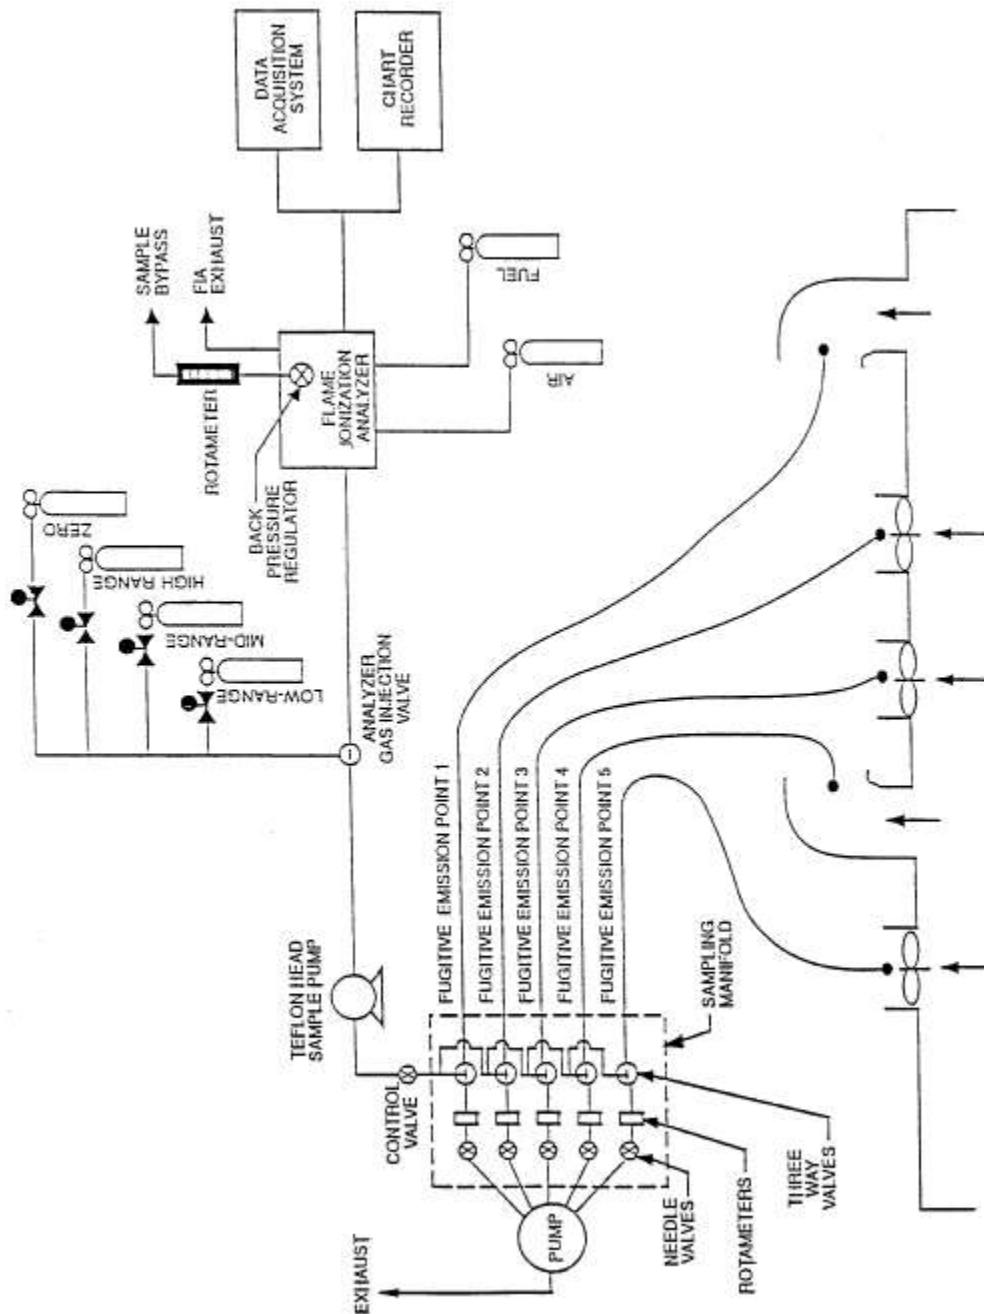 DATA
ACQUISITION
SYSTEM
CHART
RECORDER
SAMPLE
BYPASS
FIA
EXHAUST
ROTAMETER
FLAME
IONIZATION
ANALYZER
BACK
PRESSURE
REGULATOR
FUEL
AIR
ZERO
HIGH RANGE
MID-RANGE
LOW-RANGE
ANALYZER
GAS INJECTION
VALVE
TEFLON HEAD
SAMPLE PUMP
CONTROL
VALVE
FUGITIVE EMISSION POINT 1
FUGITIVE EMISSION POINT 2
FUGITIVE EMISSION POINT 3
FUGITIVE EMISSION POINT 4
FUGITIVE EMISSION POINT 5
SAMPLING
MANIFOLD
THREE
WAY
VALVES
ROTAMETERS
NEEDLE
VALVES
PUMP
EXHAUST